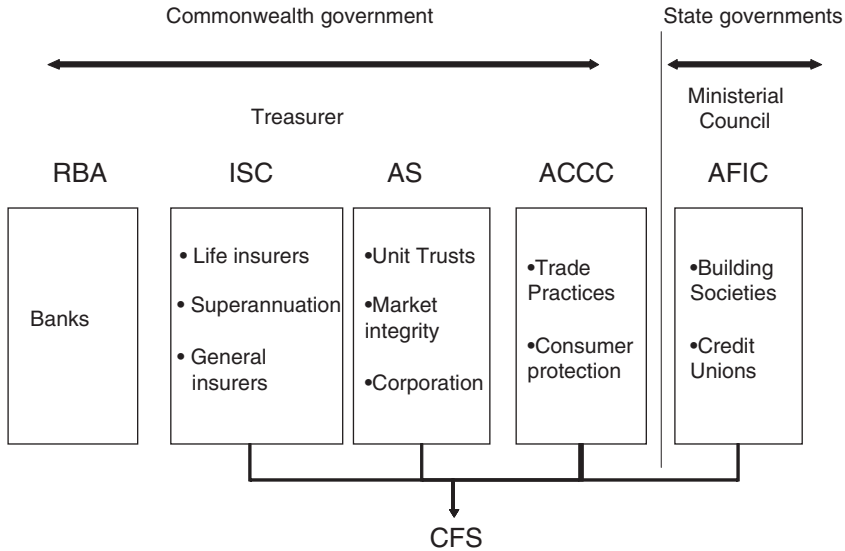 Commonwealth government
State governments
Treasurer
Ministerial
Council
RBA
ISC
AS
ACCC
AFIC
Banks
• Life insurers
• Superannuation
• General
insurers
•Unit Trusts
•Market
integrity
•Corporation
•Trade
Practices
•Consumer
protection
•Building
Societies
•Credit
Unions
CFS